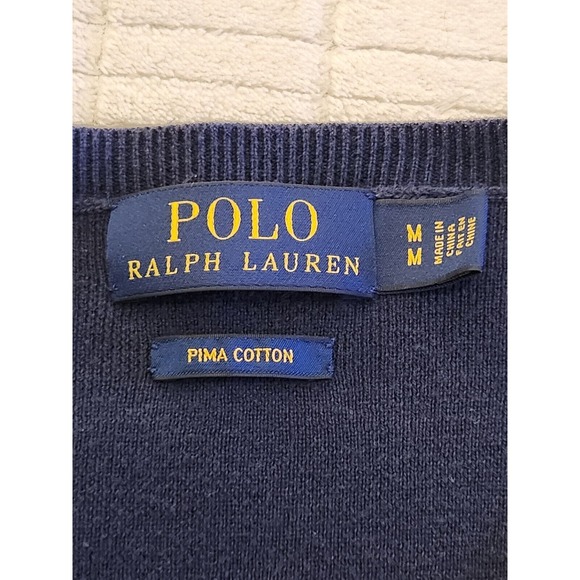 POLO
RALPH LAUREN
M
M
MADE IN
CHINA
FAIT EN
CHINE
PIMA COTTON